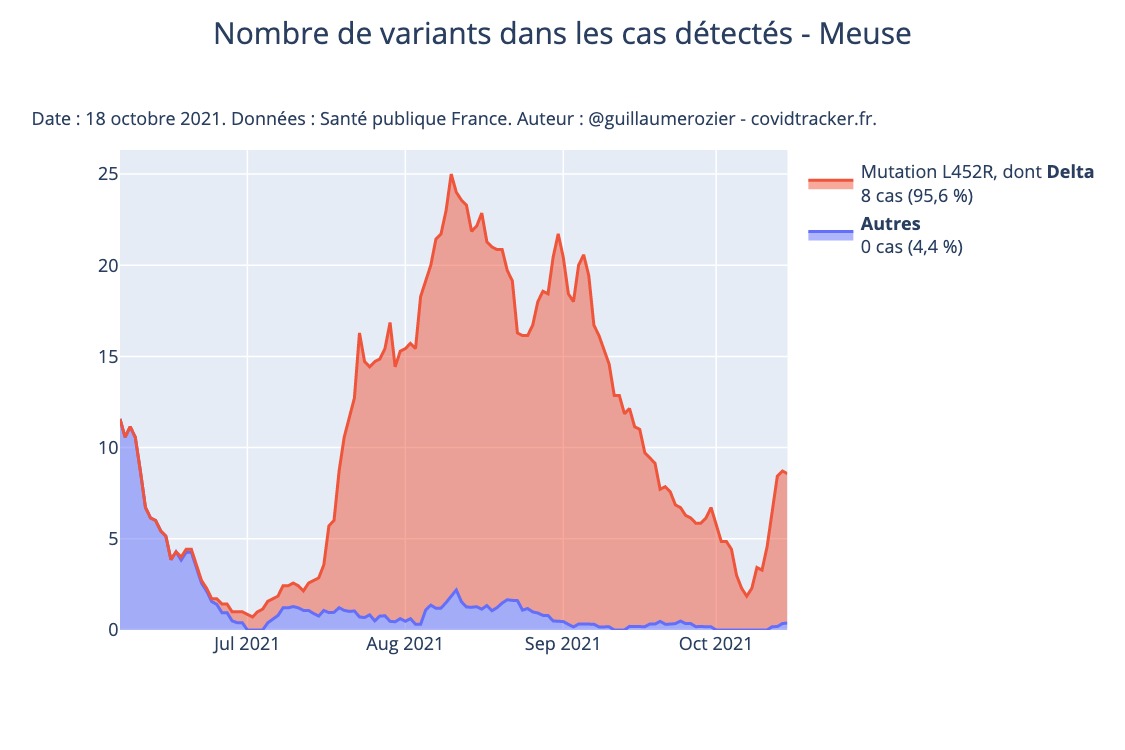 Nombre de variants dans les cas détectés - Meuse
Date : 18 octobre 2021. Données : Santé publique France. Auteur : @guillaumerozier - covidtracker.fr.
25
20
15
10
5
0
Jul 2021
Aug 2021
Sep 2021
Oct 2021
Mutation L452R, dont Delta
8 cas (95,6 %)
Autres
0 cas (4,4 %)